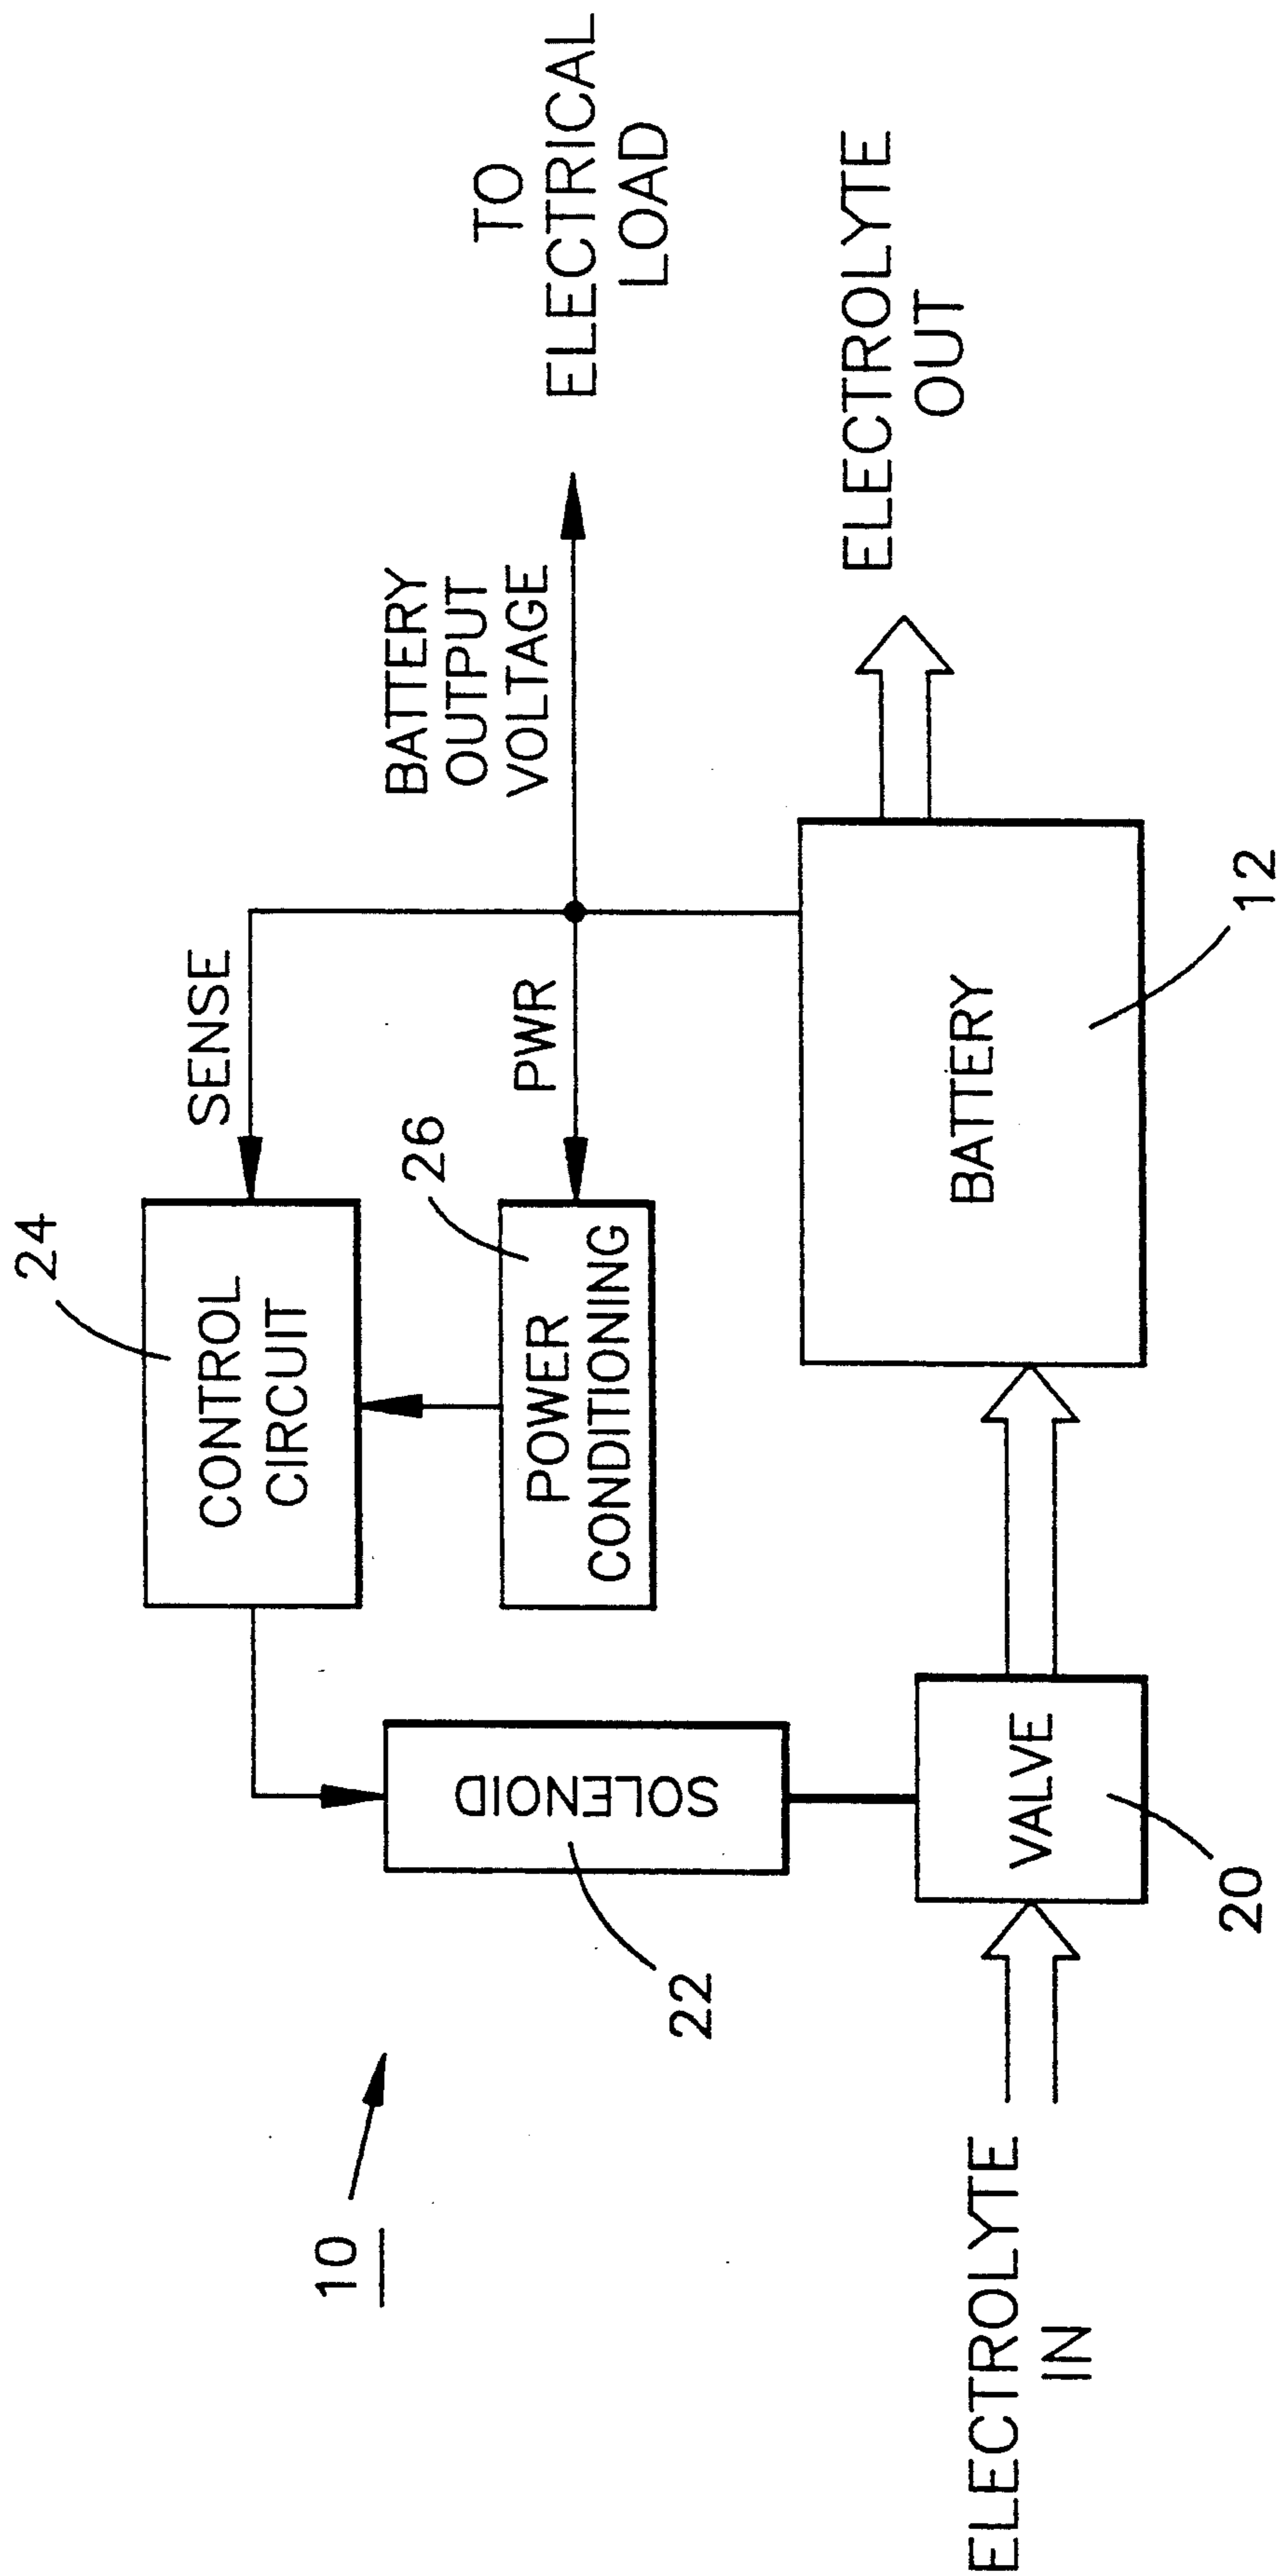 24
CONTROL
CIRCUIT
SENSE
26
POWER
CONDITIONING
PWR
BATTERY
OUTPUT
VOLTAGE
TO
ELECTRICAL
LOAD
10
SOLENOID
22
ELECTROLYTE
IN
VALVE
20
BATTERY
12
ELECTROLYTE
OUT